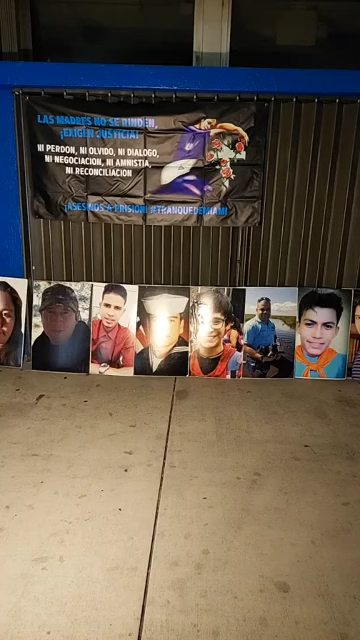 LAS MADRES NO SE RINDEN,
¡EXIGEN JUSTICIA!
NI PERDON, NI OLVIDO, NI DIALOGO,
NI NEGOCIACION, NI AMNISTIA,
NI RECONCILIACION
¡ASESINOS A PRISION! #TRANQUEDEMIAMI